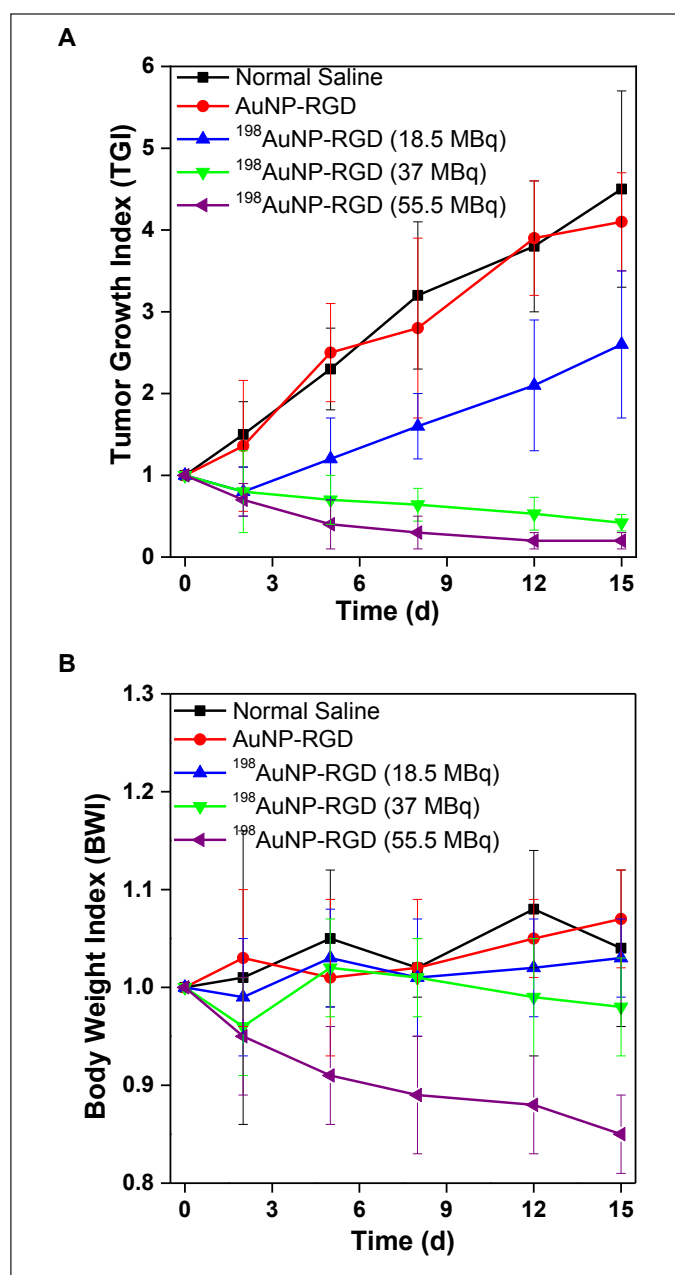 A
6
5
4
3
2
1
0
Tumor Growth Index (TGI)
Normal Saline
AuNP-RGD
¹⁹⁸AuNP-RGD (18.5 MBq)
¹⁹⁸AuNP-RGD (37 MBq)
¹⁹⁸AuNP-RGD (55.5 MBq)
0 3 6 9 12 15
Time (d)
B
1.3
1.2
1.1
1.0
0.9
0.8
Body Weight Index (BWI)
Normal Saline
AuNP-RGD
¹⁹⁸AuNP-RGD (18.5 MBq)
¹⁹⁸AuNP-RGD (37 MBq)
¹⁹⁸AuNP-RGD (55.5 MBq)
0 3 6 9 12 15
Time (d)